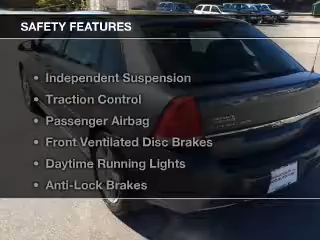 SAFETY FEATURES
• Independent Suspension
• Traction Control
• Passenger Airbag
• Front Ventilated Disc Brakes
• Daytime Running Lights
• Anti-Lock Brakes